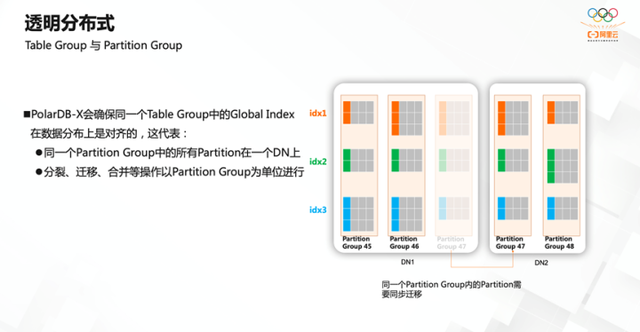 透明分布式
Table Group 与 Partition Group
阿里云
■PolarDB-X会确保同一个Table Group中的Global Index
在数据分布上是对齐的，这代表：
●同一个Partition Group中的所有Partition在一个DN上
●分裂、迁移、合并等操作以Partition Group为单位进行
idx1
idx2
idx3
Partition Group 45
Partition Group 46
Partition Group 47
Partition Group 47
Partition Group 48
DN1
DN2
同一个Partition Group内的Partition需
要同步迁移